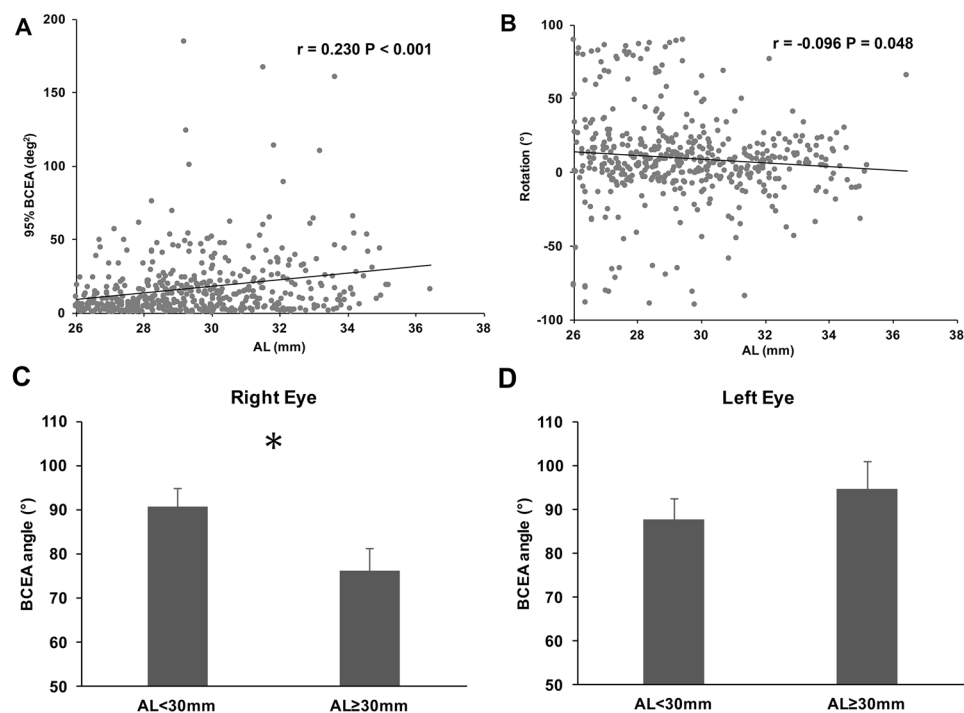 A
r = 0.230 P < 0.001
95% BCEA (deg²)
200
150
100
50
0
26 28 30 32 34 36 38
AL (mm)
B
r = -0.096 P = 0.048
Rotation (°)
100
50
0
-50
-100
26 28 30 32 34 36 38
AL (mm)
C
Right Eye
*
BCEA angle (°)
110
100
90
80
70
60
50
AL<30mm AL≥30mm
D
Left Eye
BCEA angle (°)
110
100
90
80
70
60
50
AL<30mm AL≥30mm